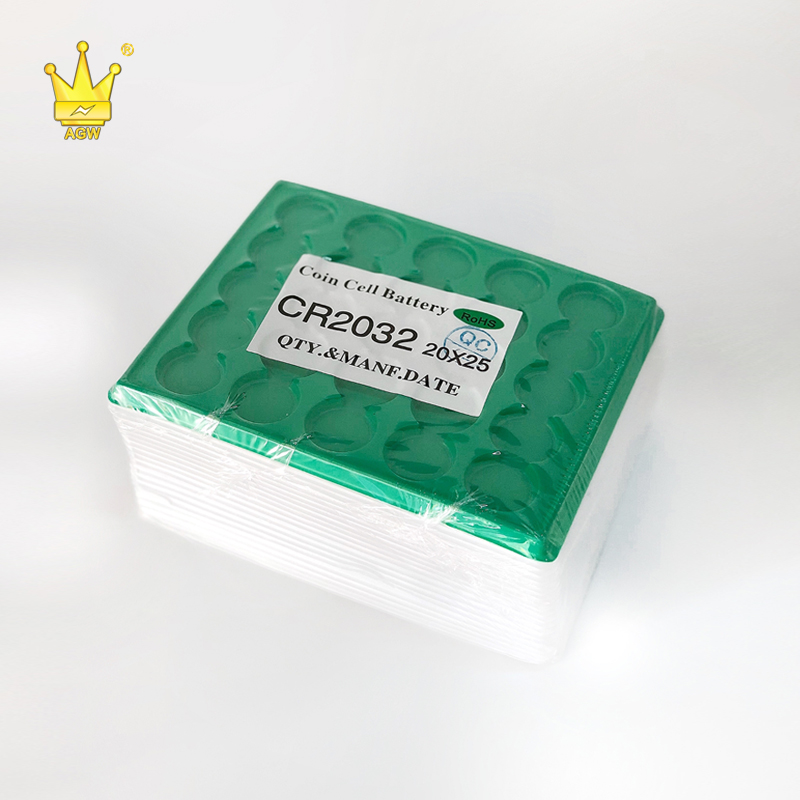 ®
AGW
Coin Cell Battery
RoHS
CR2032 20X25
QC
QTY.&MANF.DATE